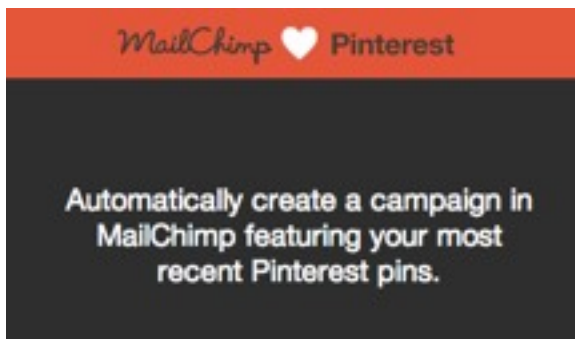 MailChimp Pinterest
Automatically create a campaign in
MailChimp featuring your most
recent Pinterest pins.